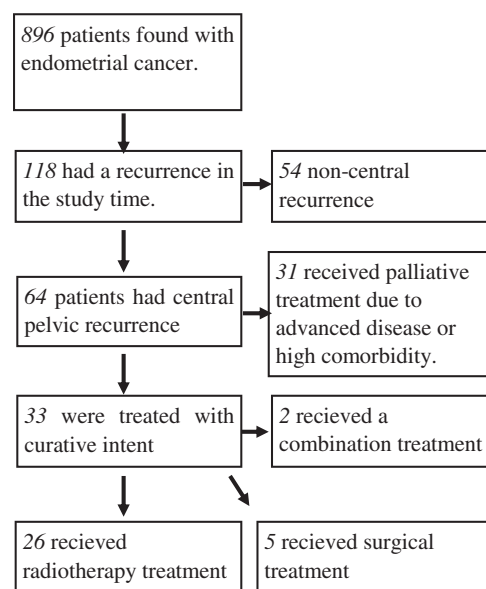 896 patients found with
endometrial cancer.
118 had a recurrence in
the study time.
54 non-central
recurrence
64 patients had central
pelvic recurrence
31 received palliative
treatment due to
advanced disease or
high comorbidity.
33 were treated with
curative intent
2 recieved a
combination treatment
26 recieved
radiotherapy treatment
5 recieved surgical
treatment